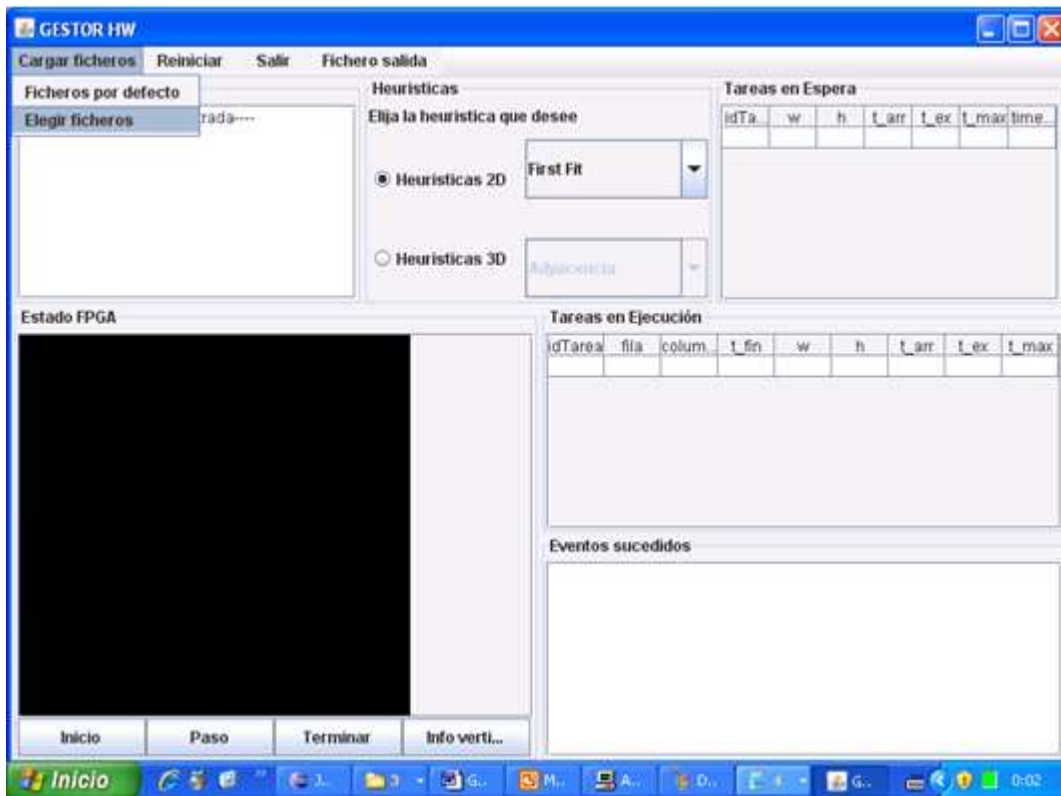 GESTOR HW
Cargar ficheros Reiniciar Salir Fichero salida
Ficheros por defecto
Elegir ficheros
rada----
Heuristicas
Elija la heuristica que desee
Heuristicas 2D
First Fit
Heuristicas 3D
Adyacencia
Tareas en Espera
idTa... w h t_arr t_ex t_max time...
Estado FPGA
Tareas en Ejecución
idTarea fila colum... t_fin w h t_arr t_ex t_max
Eventos sucedidos
Inicio Paso Terminar Info verti...
Inicio J... a G... M... A... D... G... 0:02